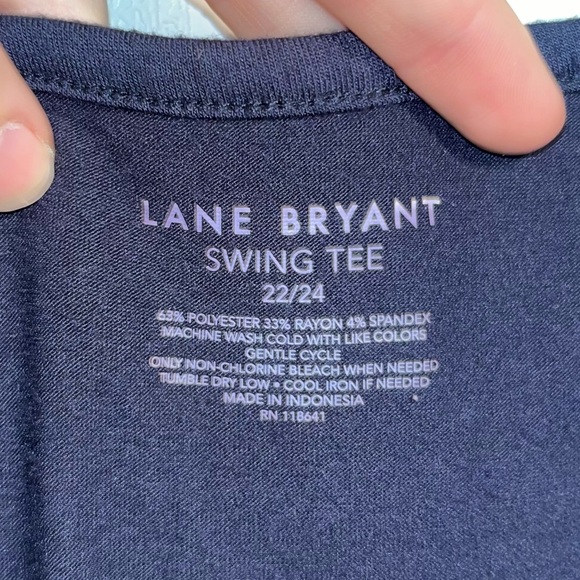 LANE BRYANT
SWING TEE
22/24
63% POLYESTER 33% RAYON 4% SPANDEX
MACHINE WASH COLD WITH LIKE COLORS
GENTLE CYCLE
ONLY NON-CHLORINE BLEACH WHEN NEEDED
TUMBLE DRY LOW • COOL IRON IF NEEDED
MADE IN INDONESIA
RN 118641